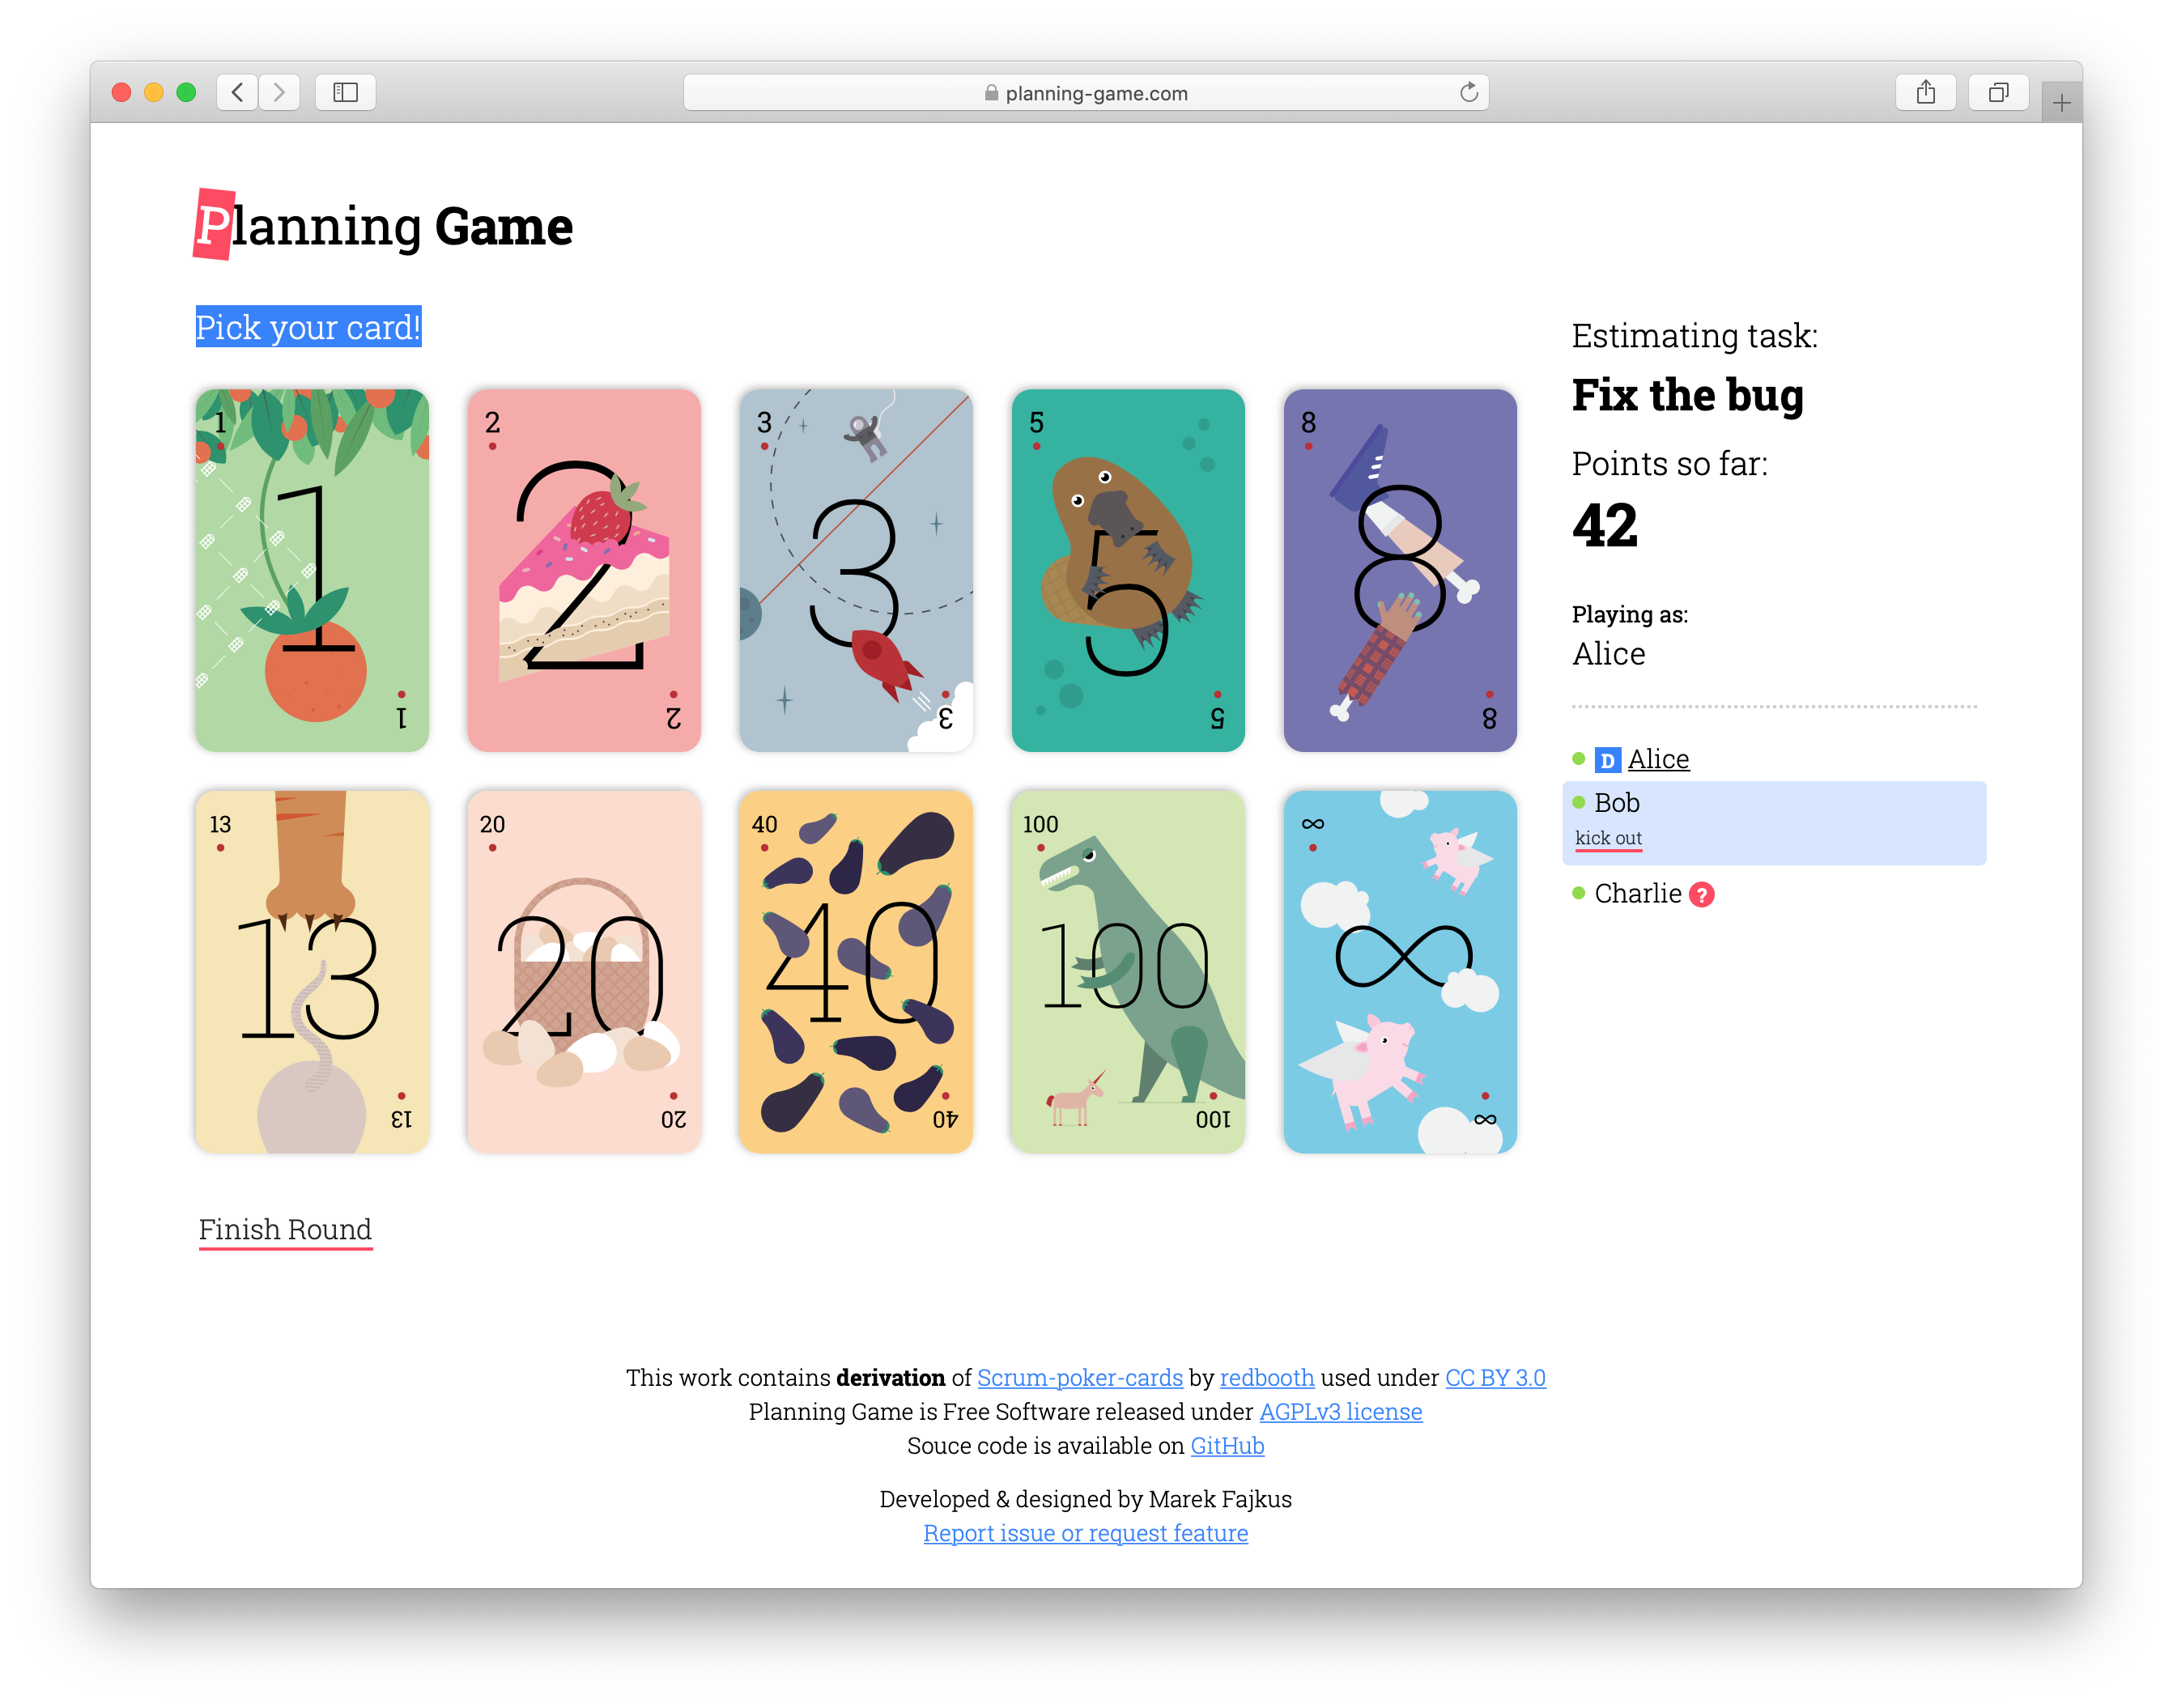 planning-game.com
Planning Game
Pick your card!
1
1
1
2
2
2
3
3
3
5
5
5
8
8
8
13
13
13
20
20
20
40
40
40
100
100
100
∞
∞
∞
Finish Round
Estimating task:
Fix the bug
Points so far:
42
Playing as:
Alice
D Alice
Bob
kick out
Charlie ?
This work contains derivation of Scrum-poker-cards by redbooth used under CC BY 3.0
Planning Game is Free Software released under AGPLv3 license
Souce code is available on GitHub
Developed & designed by Marek Fajkus
Report issue or request feature